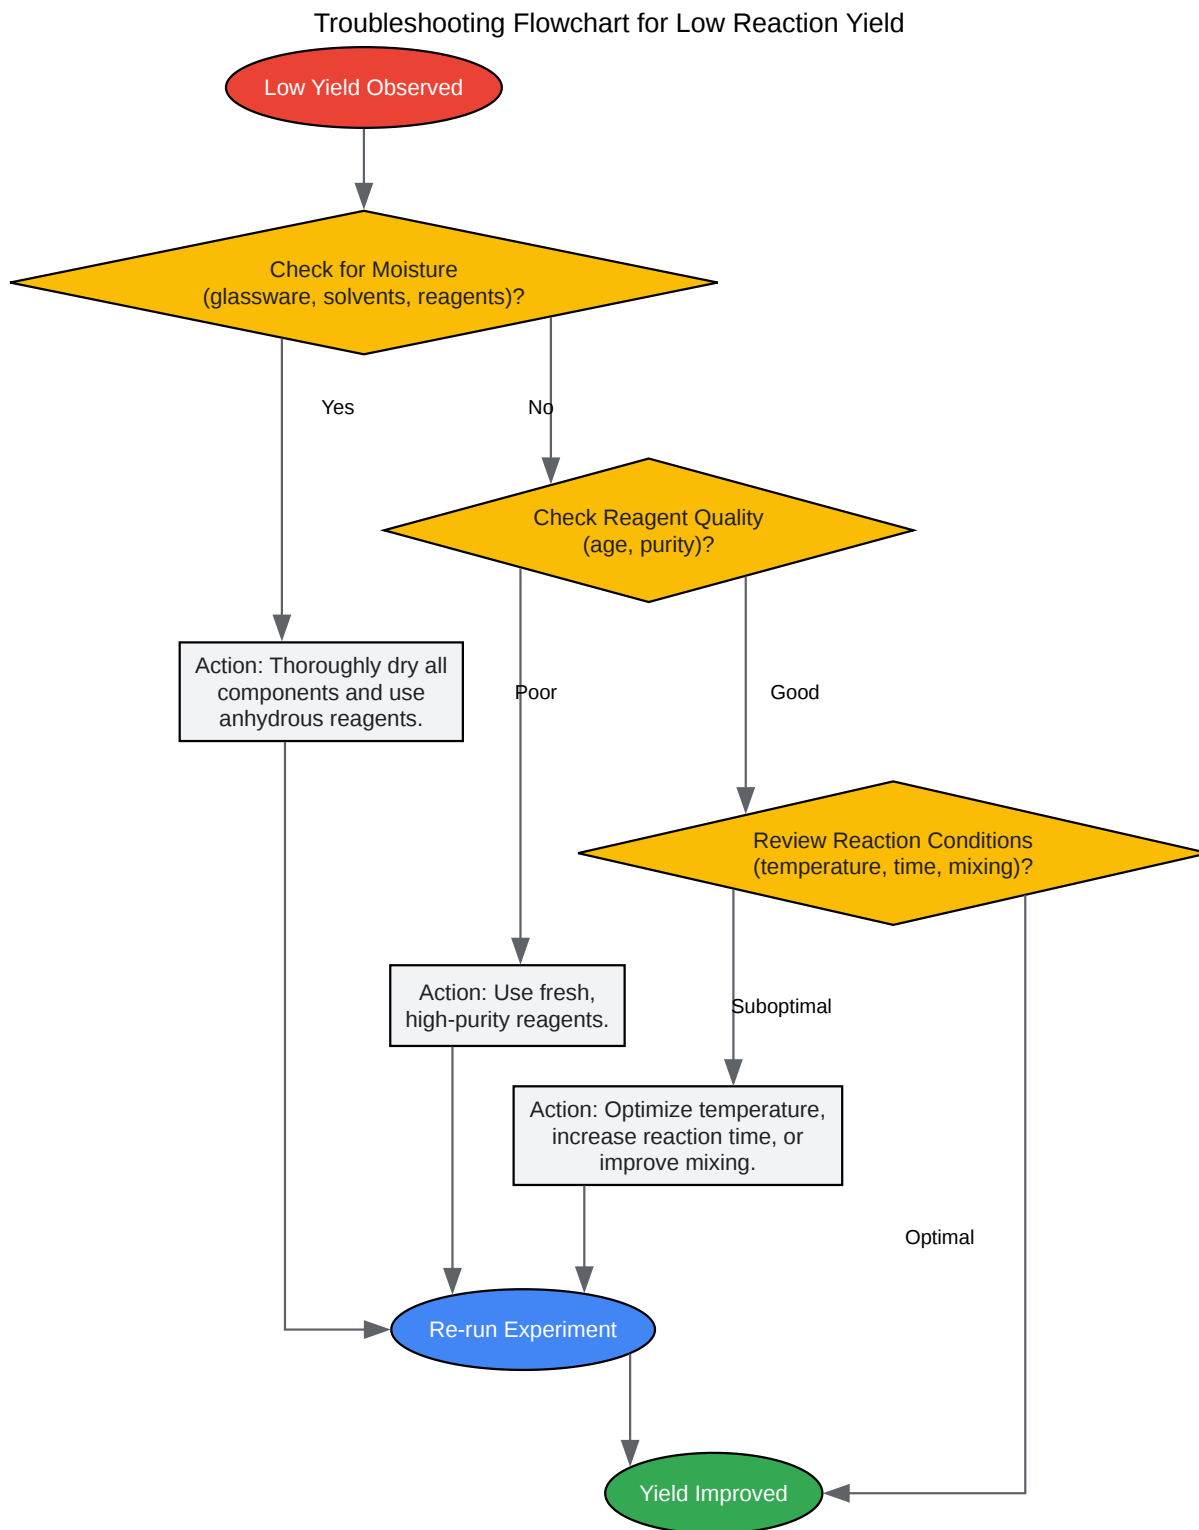 Troubleshooting Flowchart for Low Reaction Yield
Low Yield Observed
Check for Moisture
(glassware, solvents, reagents)?
Yes
No
Check Reagent Quality
(age, purity)?
Action: Thoroughly dry all
components and use
anhydrous reagents.
Poor
Good
Review Reaction Conditions
(temperature, time, mixing)?
Action: Use fresh,
high-purity reagents.
Suboptimal
Action: Optimize temperature,
increase reaction time, or
improve mixing.
Optimal
Re-run Experiment
Yield Improved